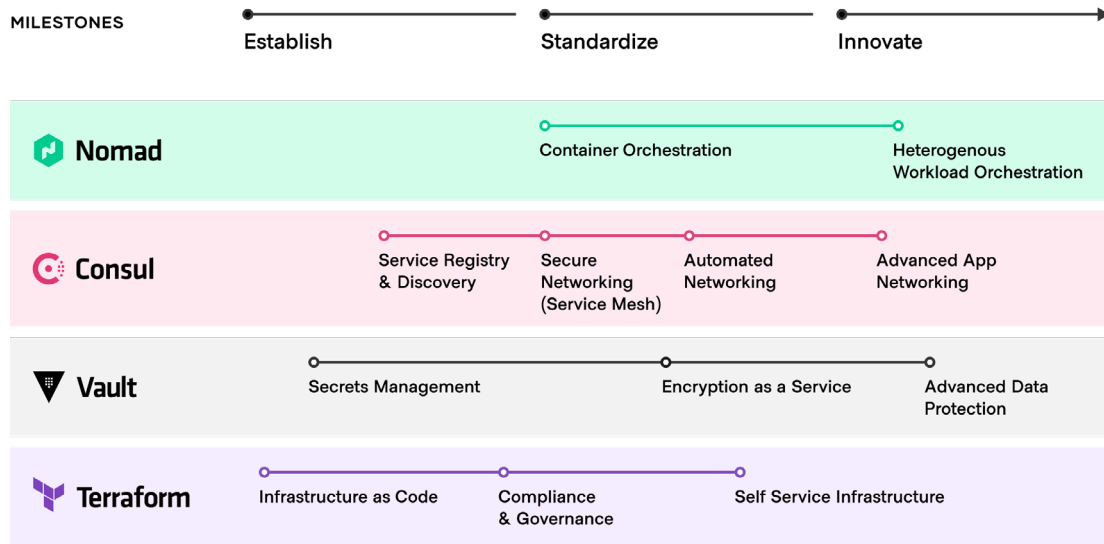 MILESTONES
Establish
Standardize
Innovate
Nomad
Container Orchestration
Heterogenous
Workload Orchestration
Consul
Service Registry
& Discovery
Secure
Networking
(Service Mesh)
Automated
Networking
Advanced App
Networking
Vault
Secrets Management
Encryption as a Service
Advanced Data
Protection
Terraform
Infrastructure as Code
Compliance
& Governance
Self Service Infrastructure